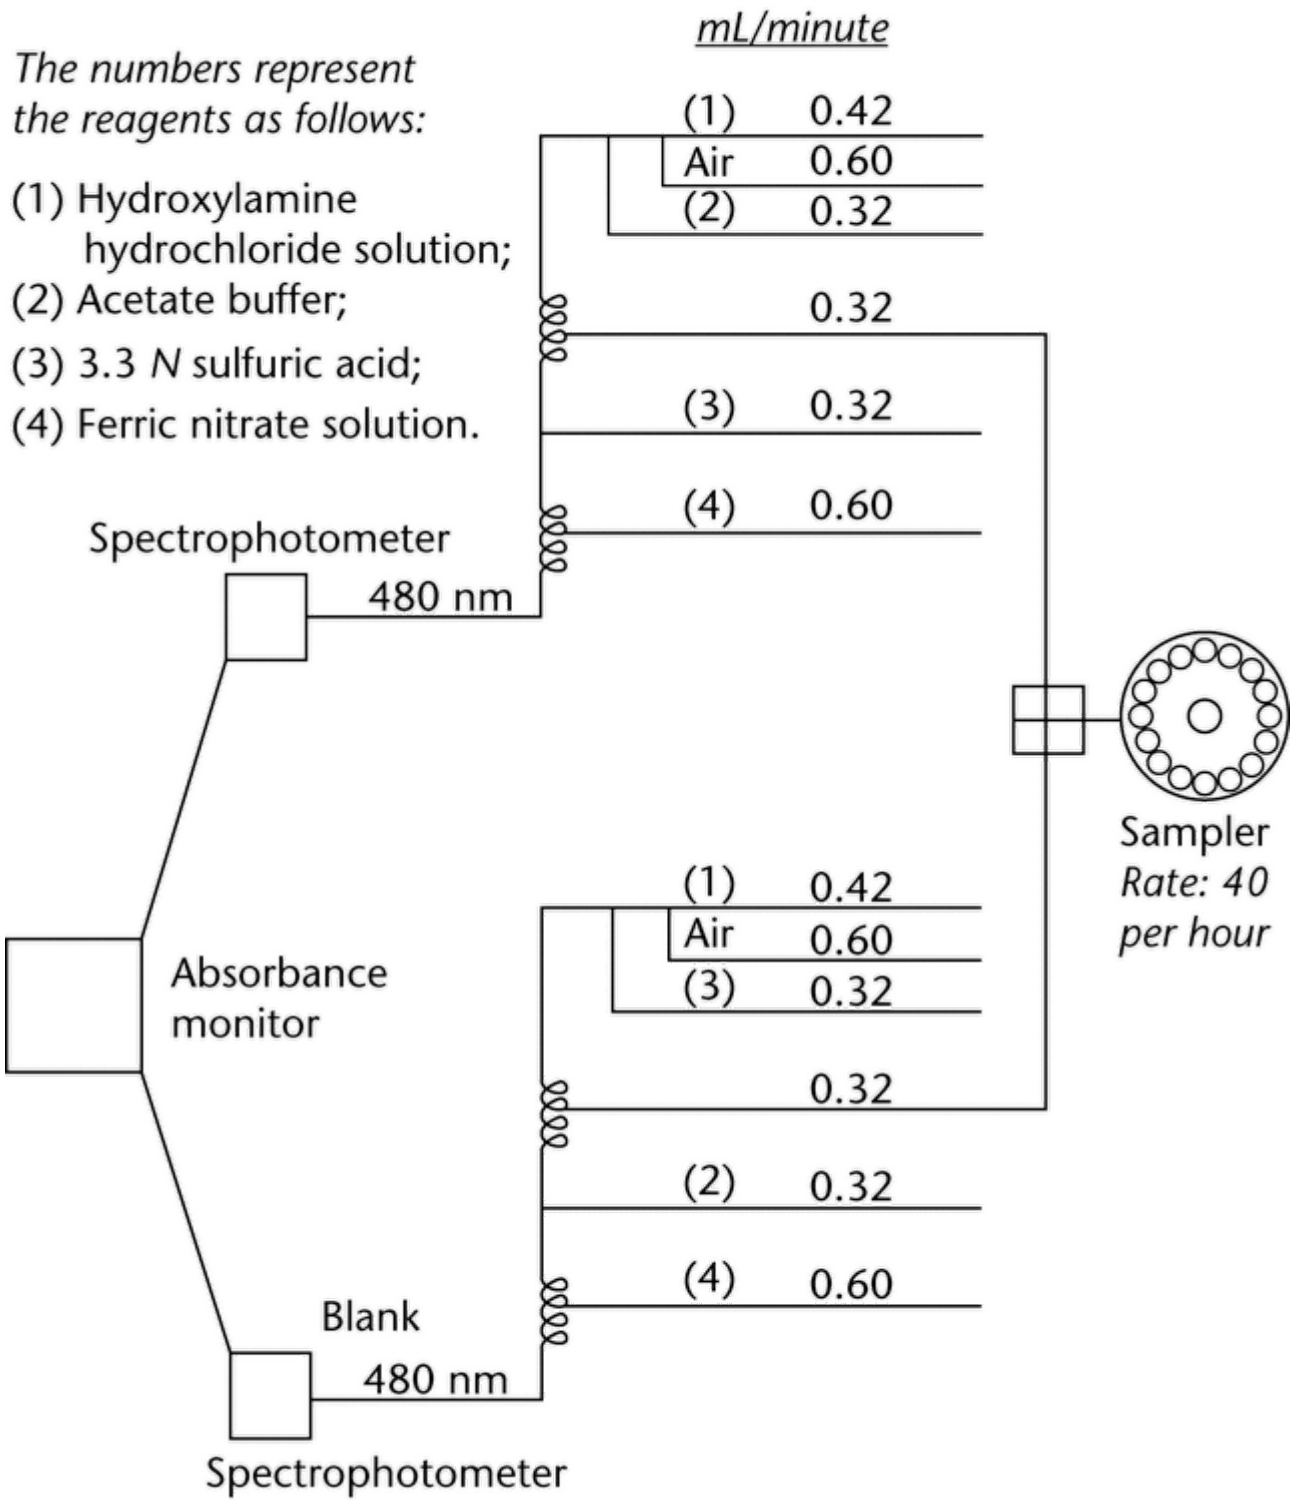 mL/minute
The numbers represent
the reagents as follows:
(1) Hydroxylamine
hydrochloride solution;
(2) Acetate buffer;
(3) 3.3 N sulfuric acid;
(4) Ferric nitrate solution.
(1) 0.42
Air 0.60
(2) 0.32
0.32
(3) 0.32
(4) 0.60
Spectrophotometer
480 nm
Sampler
Rate: 40
per hour
Absorbance
monitor
(1) 0.42
Air 0.60
(3) 0.32
0.32
(2) 0.32
(4) 0.60
Blank
480 nm
Spectrophotometer